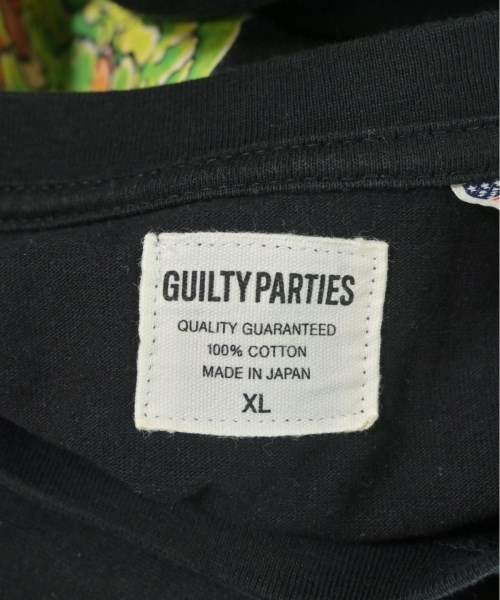 GUILTY PARTIES
QUALITY GUARANTEED
100% COTTON
MADE IN JAPAN
XL